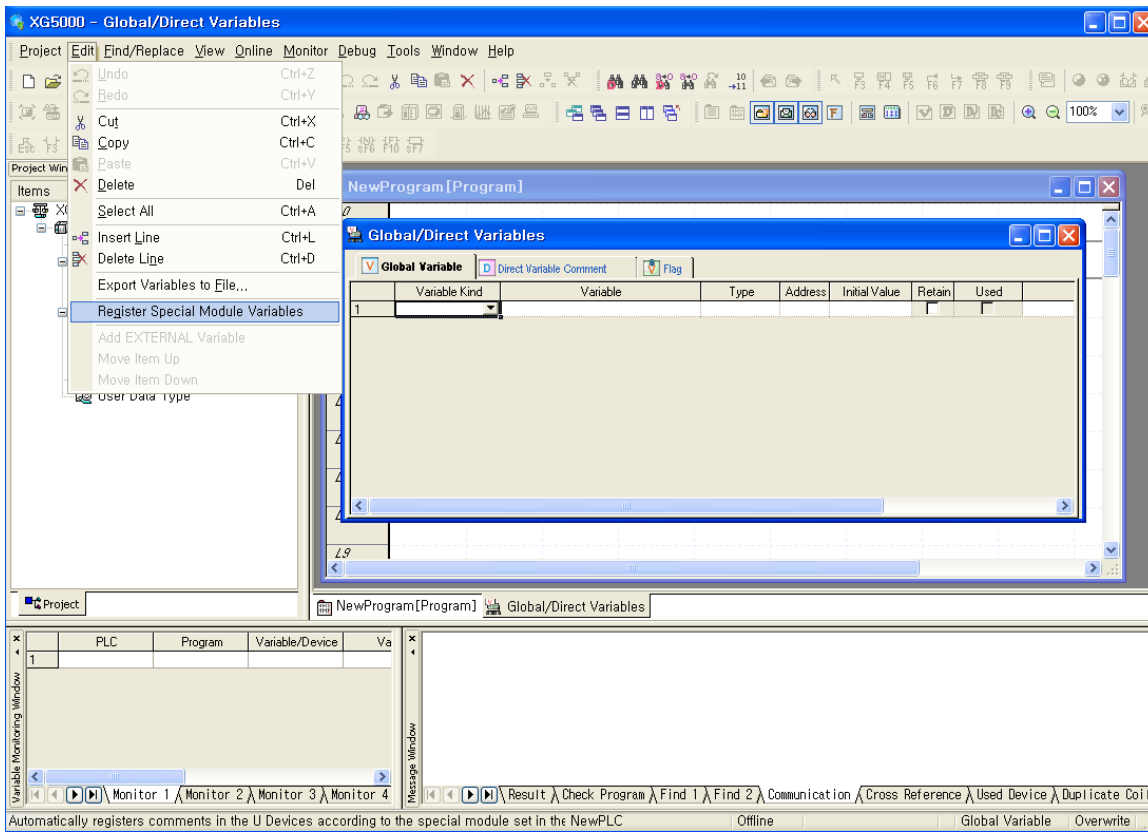 XG5000 - Global/Direct Variables
Project Edit Find/Replace View Online Monitor Debug Tools Window Help
Undo Ctrl+Z
Redo Ctrl+Y
Cut Ctrl+X
Copy Ctrl+C
Paste Ctrl+V
Delete Del
Select All Ctrl+A
Insert Line Ctrl+L
Delete Line Ctrl+D
Export Variables to File...
Register Special Module Variables
Add EXTERNAL Variable
Move Item Up
Move Item Down
User Data Type
100%
Project Win
Items
NewProgram[Program]
Global/Direct Variables
Global Variable Direct Variable Comment Flag
Variable Kind Variable Type Address Initial Value Retain Used
1
L9
Project
NewProgram[Program] Global/Direct Variables
PLC Program Variable/Device Va
1
Variable Monitoring Window
Message Window
Monitor 1 Monitor 2 Monitor 3 Monitor 4
Result Check Program Find 1 Find 2 Communication Cross Reference Used Device Duplicate Coil
Automatically registers comments in the U Devices according to the special module set in the NewPLC
Offline
Global Variable
Overwrite